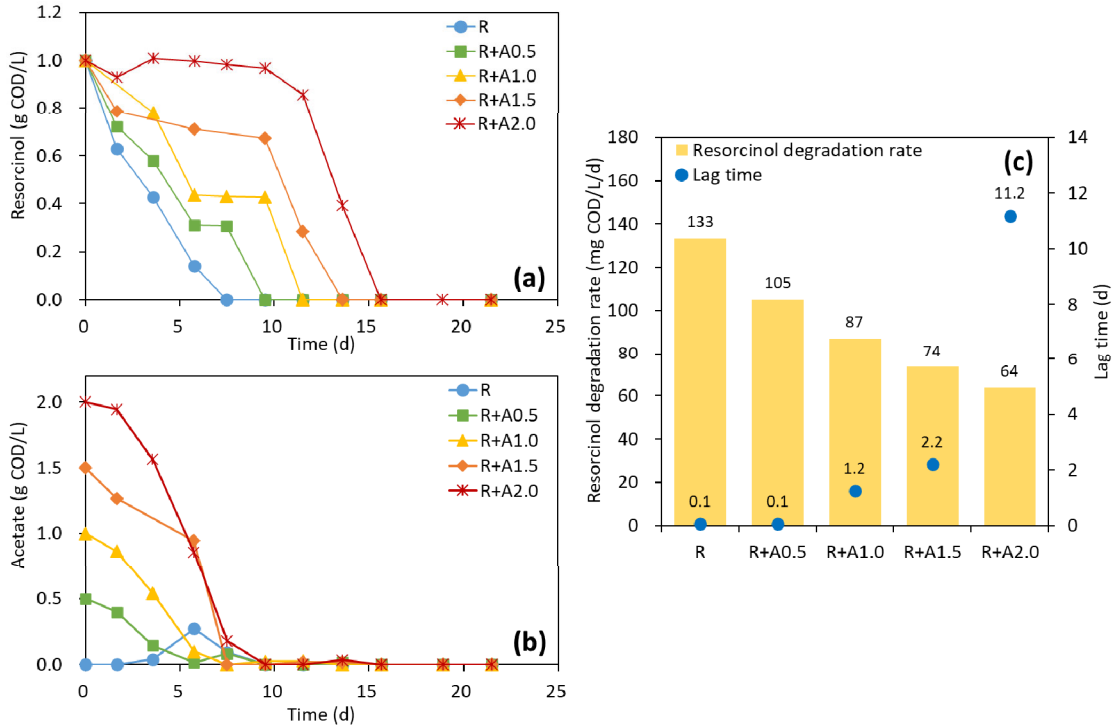 1.2
1.0
0.8
0.6
0.4
0.2
0.0
Resorcinol (g COD/L)
R
R+A0.5
R+A1.0
R+A1.5
R+A2.0
(a)
0 5 10 15 20 25
Time (d)
2.0
1.5
1.0
0.5
0.0
Acetate (g COD/L)
R
R+A0.5
R+A1.0
R+A1.5
R+A2.0
(b)
0 5 10 15 20 25
Time (d)
180
160
140
120
100
80
60
40
20
0
Resorcinol degradation rate (mg COD/L/d)
Resorcinol degradation rate
Lag time
(c)
133
105
87
74
64
0.1
0.1
1.2
2.2
11.2
14
12
10
8
6
4
2
0
Lag time (d)
R R+A0.5 R+A1.0 R+A1.5 R+A2.0